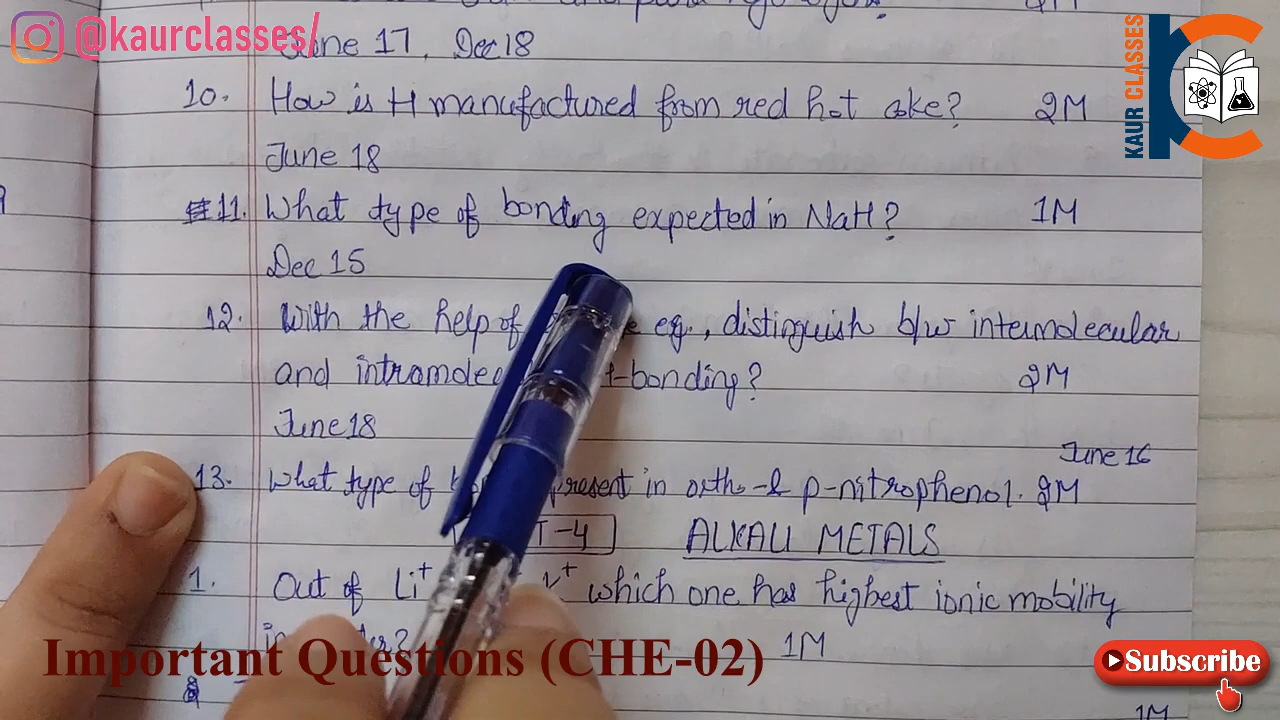 @kaurclasses/
KAUR CLASSES
June 17, Dec 18
10. How is H manufactured from red hot coke? 2M
June 18
11. What type of bonding expected in NaH? 1M
Dec 15
12. With the help of eg., distinguish b/w intermolecular
and H-bonding? 2M
June 18
June 16
13. What type of present in ortho- & p-nitrophenol. 2M
T-4 ALKALI METALS
1. Out of Li+ which one has highest ionic mobility
1M
Important Questions (CHE-02)
Subscribe
1M